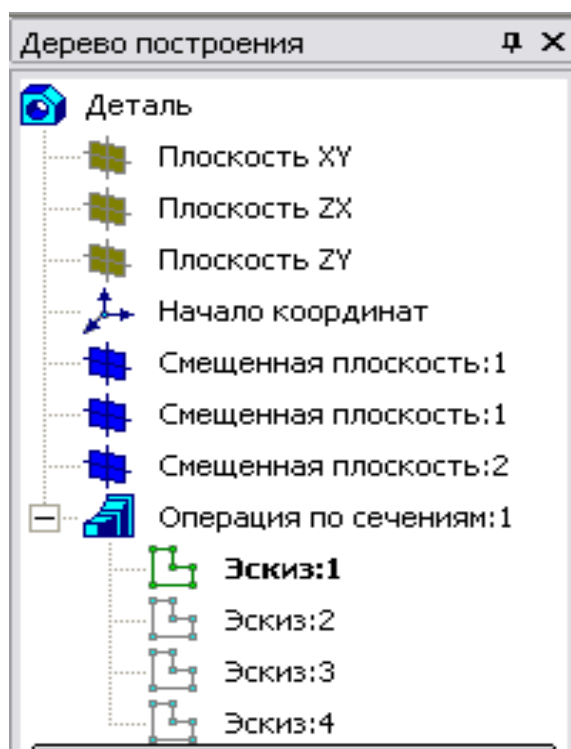 Дерево построения
Деталь
Плоскость XY
Плоскость ZX
Плоскость ZY
Начало координат
Смещенная плоскость:1
Смещенная плоскость:1
Смещенная плоскость:2
Операция по сечениям:1
Эскиз:1
Эскиз:2
Эскиз:3
Эскиз:4